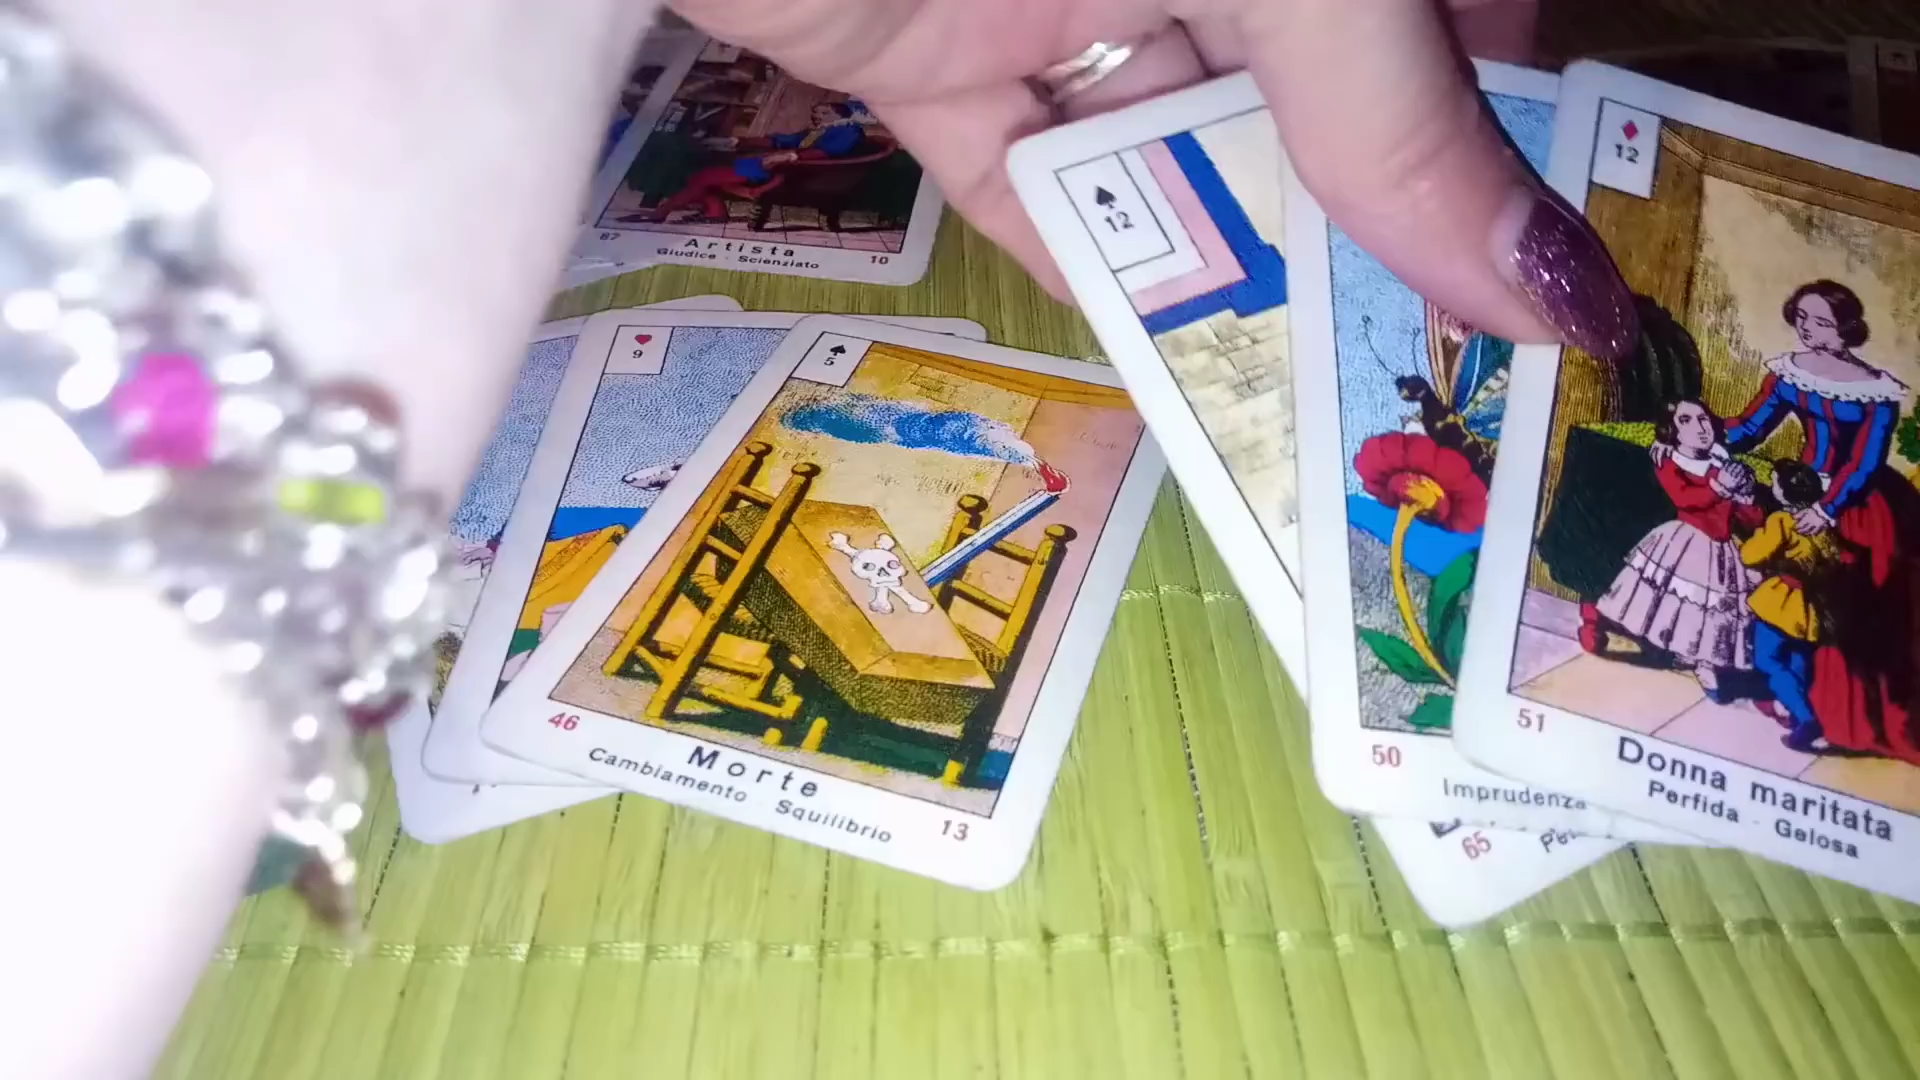 87
Artista
10
Giudice - Scienziato
9
5
46
Morte
13
Cambiamento - Squilibrio
12
50
Imprudenza
65
12
51
Donna maritata
Perfida - Gelosa